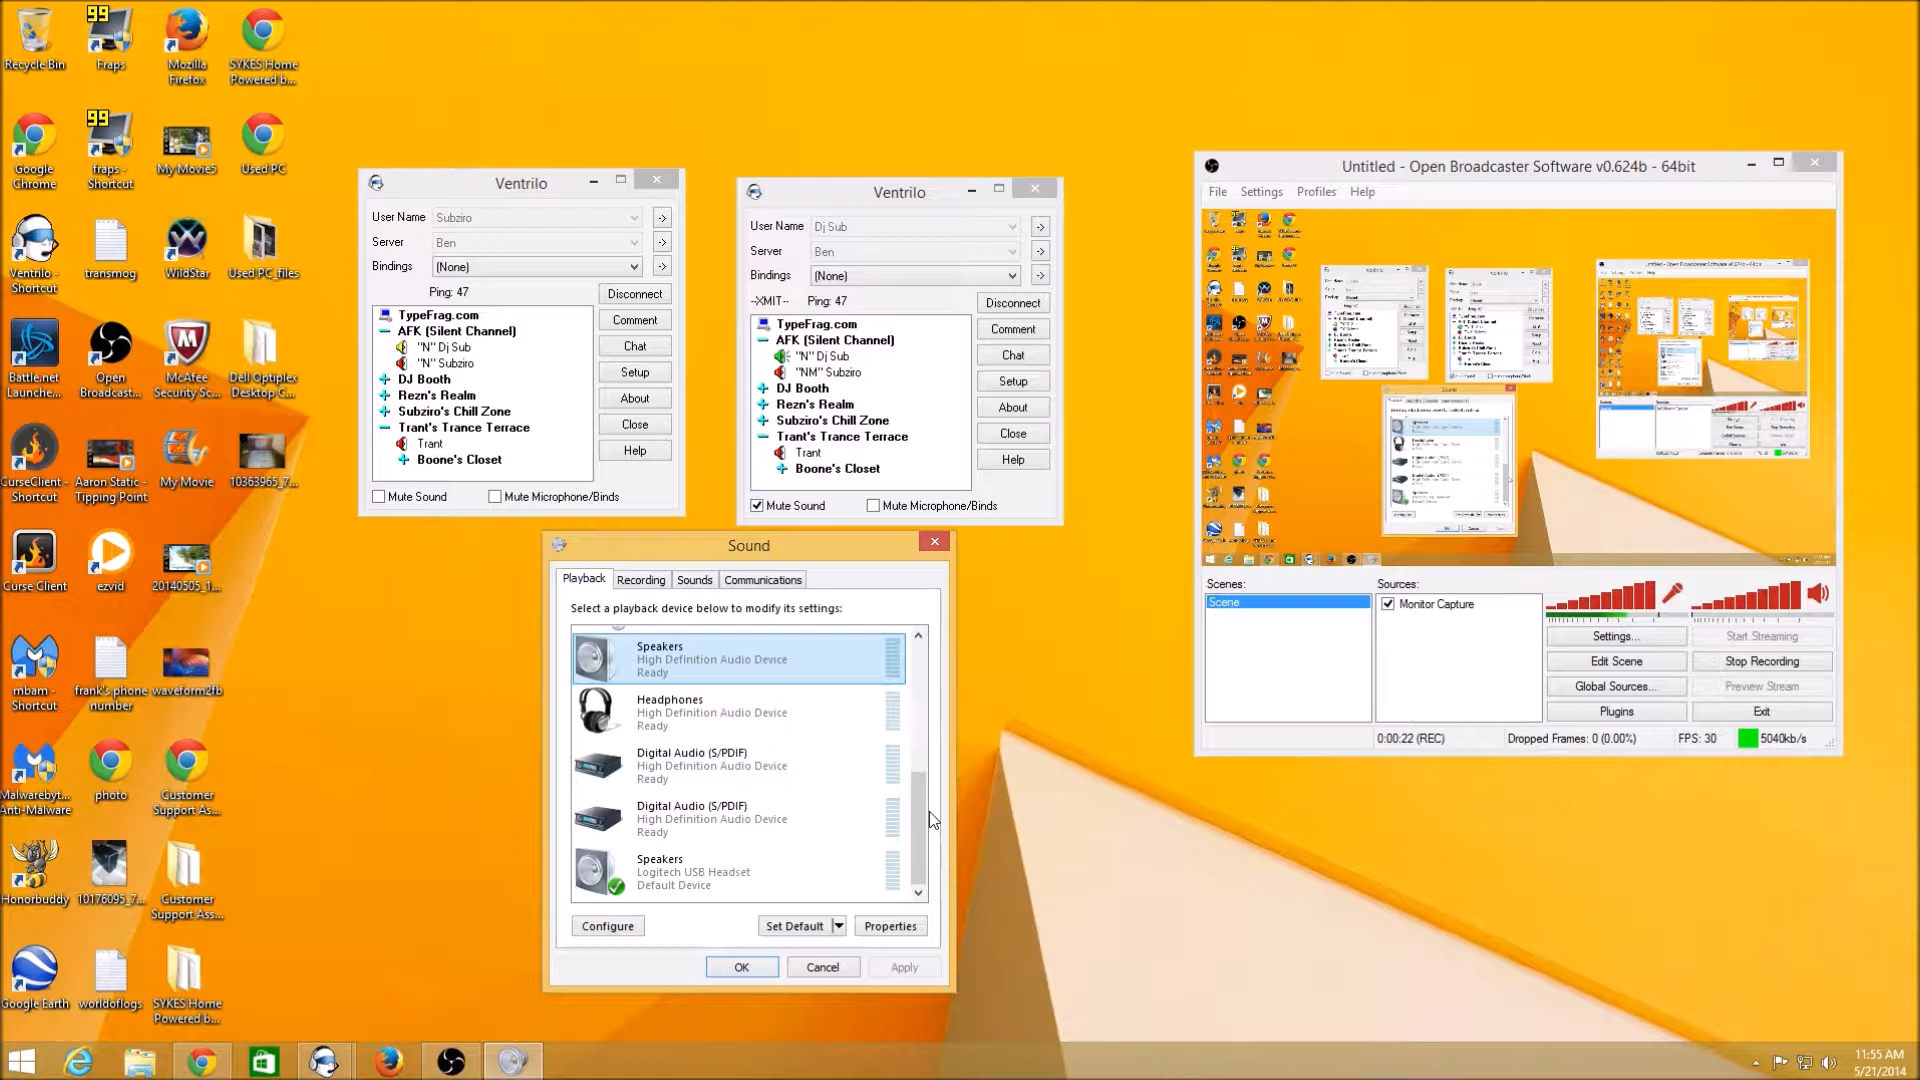 Recycle Bin
99
Fraps
Mozilla
Firefox
SYKES Home
Powered b...
Google
Chrome
99
fraps -
Shortcut
My Movie5
Used PC
Ventrilo -
Shortcut
transmog
WildStar
Used PC_files
Battle.net
Launche...
Open
Broadcast...
McAfee
Security Sc...
Dell Optiplex
Desktop C...
CurseClient -
Shortcut
Aaron Static -
Tipping Point
My Movie
10363965_7...
Curse Client
ezvid
20140505_1...
mbam -
Shortcut
frank's phone
number
waveform2fb
Malwarebyt...
Anti-Malware
photo
Customer
Support As...
Honorbuddy
10176095_7...
Customer
Support Ass...
Google Earth
worldoflogs
SYKES Home
Powered b...
Ventrilo
User Name
Subziro
Server
Ben
Bindings
(None)
Ping: 47
Disconnect
Comment
Chat
Setup
About
Close
Help
TypeFrag.com
AFK (Silent Channel)
"N" Dj Sub
"N" Subziro
DJ Booth
Rezn's Realm
Subziro's Chill Zone
Trant's Trance Terrace
Trant
Boone's Closet
Mute Sound
Mute Microphone/Binds
Ventrilo
User Name
Dj Sub
Server
Ben
Bindings
(None)
--XMIT-- Ping: 47
Disconnect
Comment
Chat
Setup
About
Close
Help
TypeFrag.com
AFK (Silent Channel)
"N" Dj Sub
"NM" Subziro
DJ Booth
Rezn's Realm
Subziro's Chill Zone
Trant's Trance Terrace
Trant
Boone's Closet
Mute Sound
Mute Microphone/Binds
Sound
Playback
Recording
Sounds
Communications
Select a playback device below to modify its settings:
Speakers
High Definition Audio Device
Ready
Headphones
High Definition Audio Device
Ready
Digital Audio (S/PDIF)
High Definition Audio Device
Ready
Digital Audio (S/PDIF)
High Definition Audio Device
Ready
Speakers
Logitech USB Headset
Default Device
Configure
Set Default
Properties
OK
Cancel
Apply
Untitled - Open Broadcaster Software v0.624b - 64bit
File Settings Profiles Help
Scenes:
Scene
Sources:
Monitor Capture
Settings...
Start Streaming
Edit Scene
Stop Recording
Global Sources...
Preview Stream
Plugins
Exit
0:00:22 (REC)
Dropped Frames: 0 (0.00%)
FPS: 30
5040kb/s
11:55 AM
5/21/2014